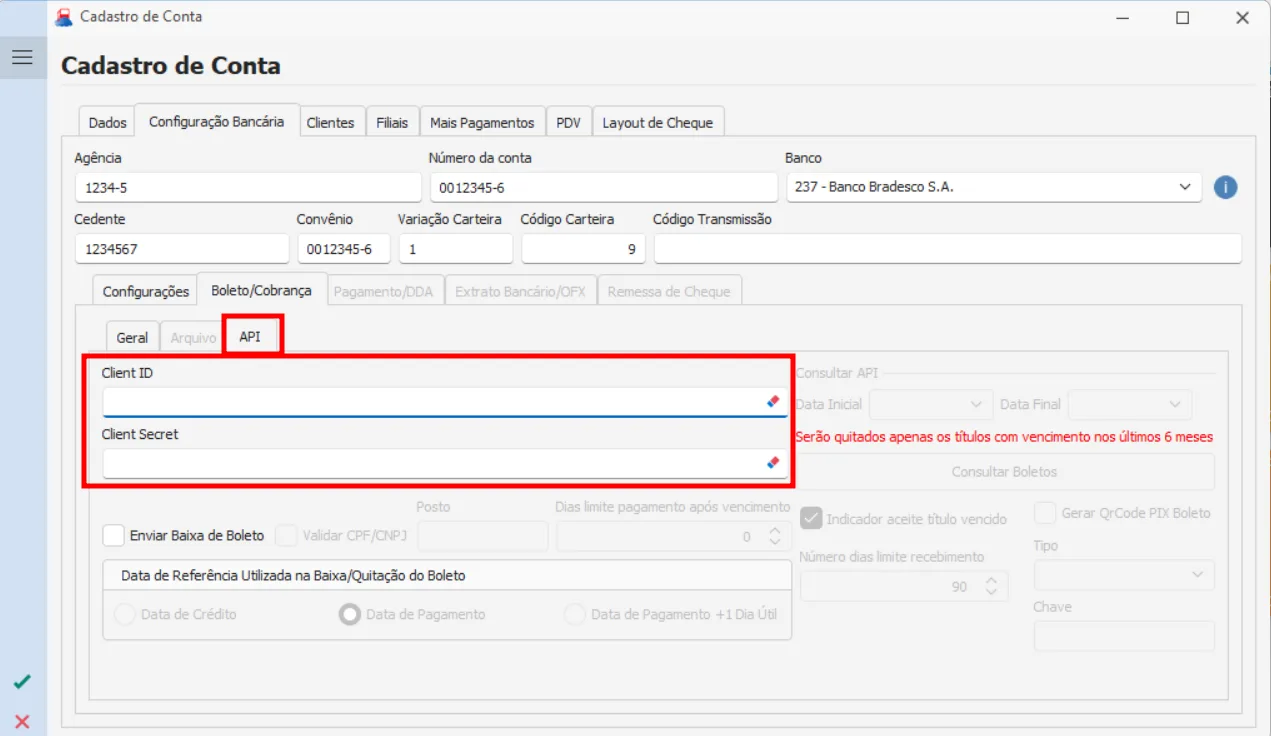 Cadastro de Conta
Cadastro de Conta
Dados Configuração Bancária Clientes Filiais Mais Pagamentos PDV Layout de Cheque
Agência Número da conta Banco
1234-5 0012345-6 237 - Banco Bradesco S.A.
Cedente Convênio Variação Carteira Código Carteira Código Transmissão
1234567 0012345-6 1 9
Configurações Boleto/Cobrança Pagamento/DDA Extrato Bancário/OFX Remessa de Cheque
Geral Arquivo API
Client ID
Client Secret
Consultar API
Data Inicial Data Final
Serão quitados apenas os títulos com vencimento nos últimos 6 meses
Consultar Boletos
Posto Dias limite pagamento após vencimento
Enviar Baixa de Boleto Validar CPF/CNPJ 0
Data de Referência Utilizada na Baixa/Quitação do Boleto
Data de Crédito Data de Pagamento Data de Pagamento +1 Dia Útil
Indicador aceite título vencido
Número dias limite recebimento
90
Gerar QrCode PIX Boleto
Tipo
Chave